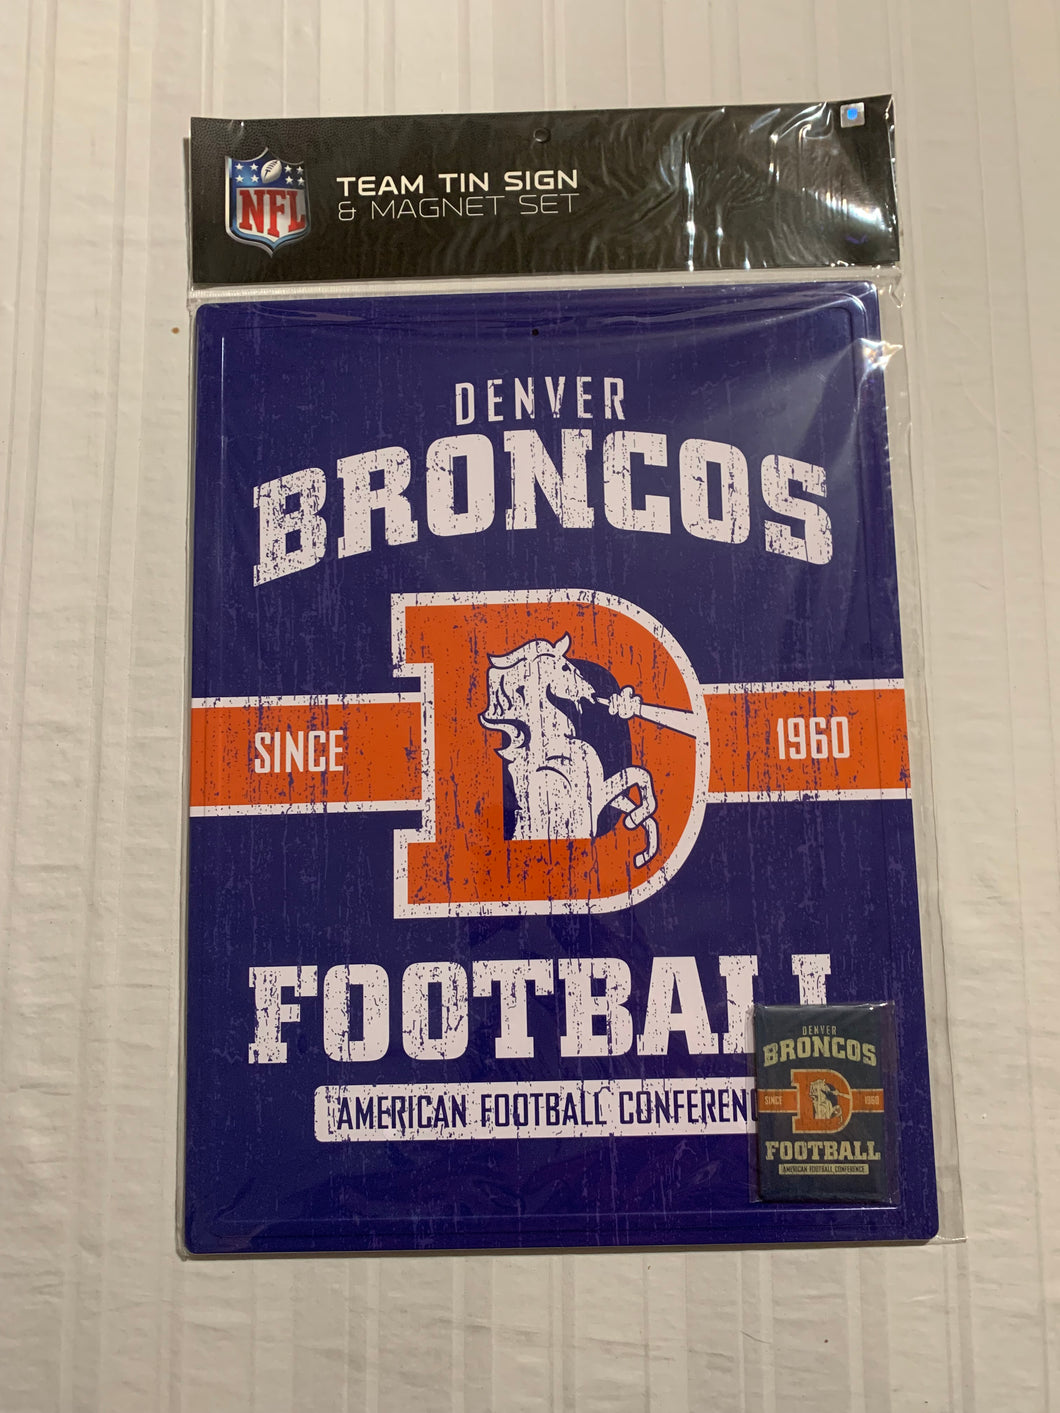 NFL
TEAM TIN SIGN
& MAGNET SET
DENVER
BRONCOS
D
SINCE 1960
FOOTBALL
AMERICAN FOOTBALL CONFEREN
DENVER
BRONCOS
D
SINCE 1960
FOOTBALL
AMERICAN FOOTBALL CONFERENCE